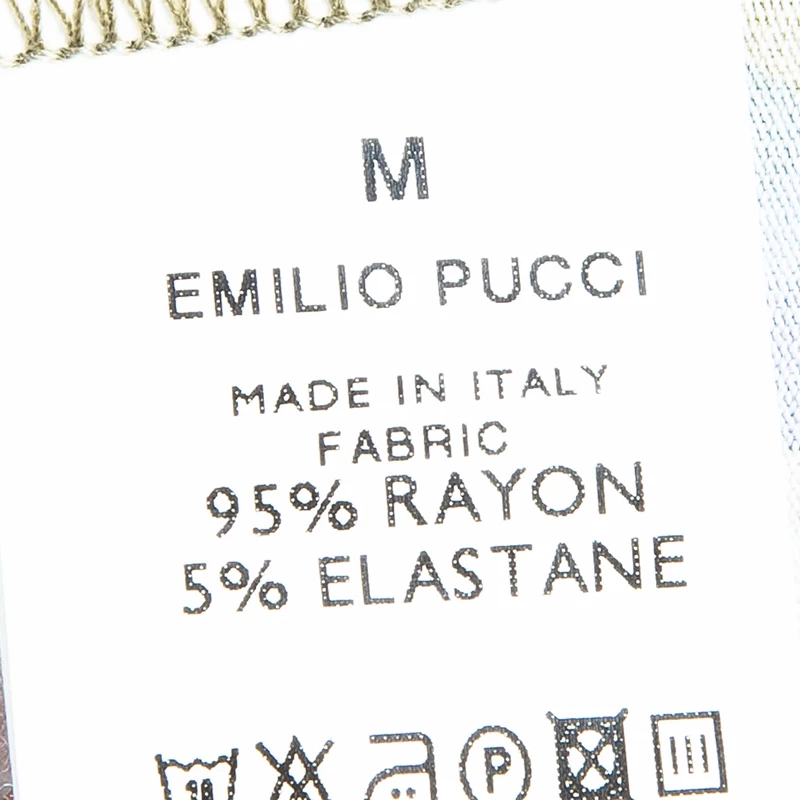 M
EMILIO PUCCI
MADE IN ITALY
FABRIC
95% RAYON
5% ELASTANE
P